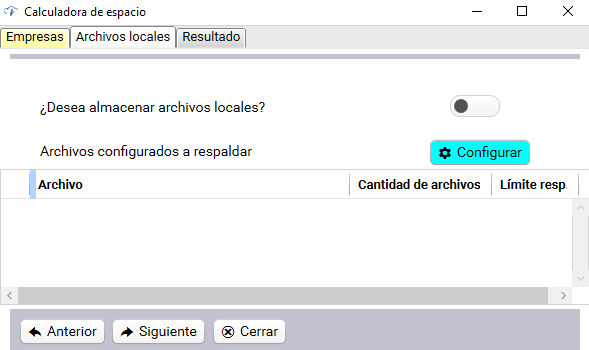 Calculadora de espacio
Empresas Archivos locales Resultado
¿Desea almacenar archivos locales?
Archivos configurados a respaldar Configurar
Archivo Cantidad de archivos Límite resp.
Anterior Siguiente Cerrar